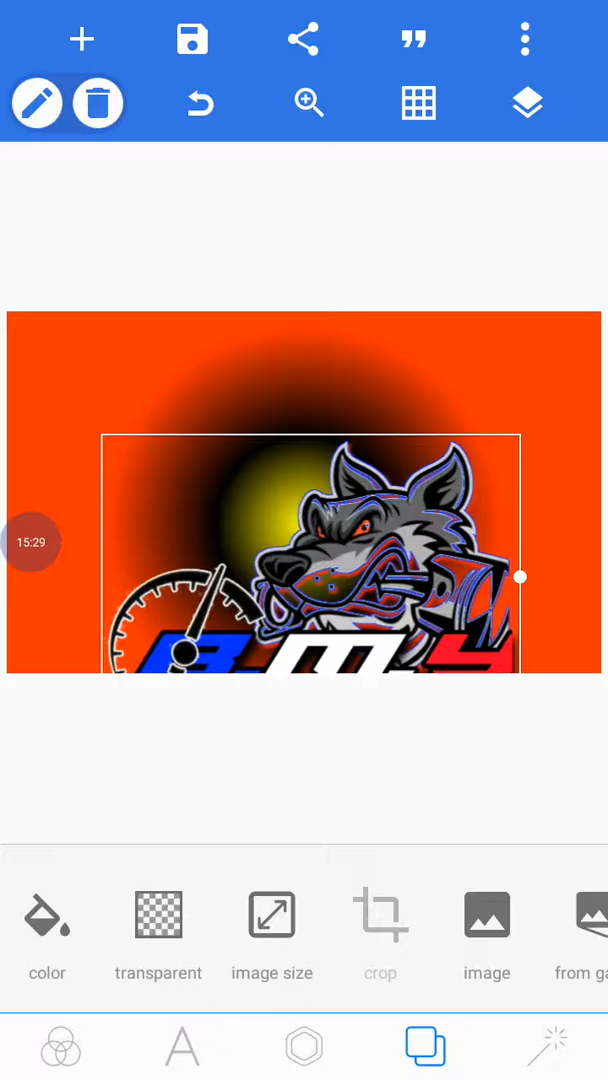 15:29
B.M.Y
color
transparent
image size
crop
image
from ga